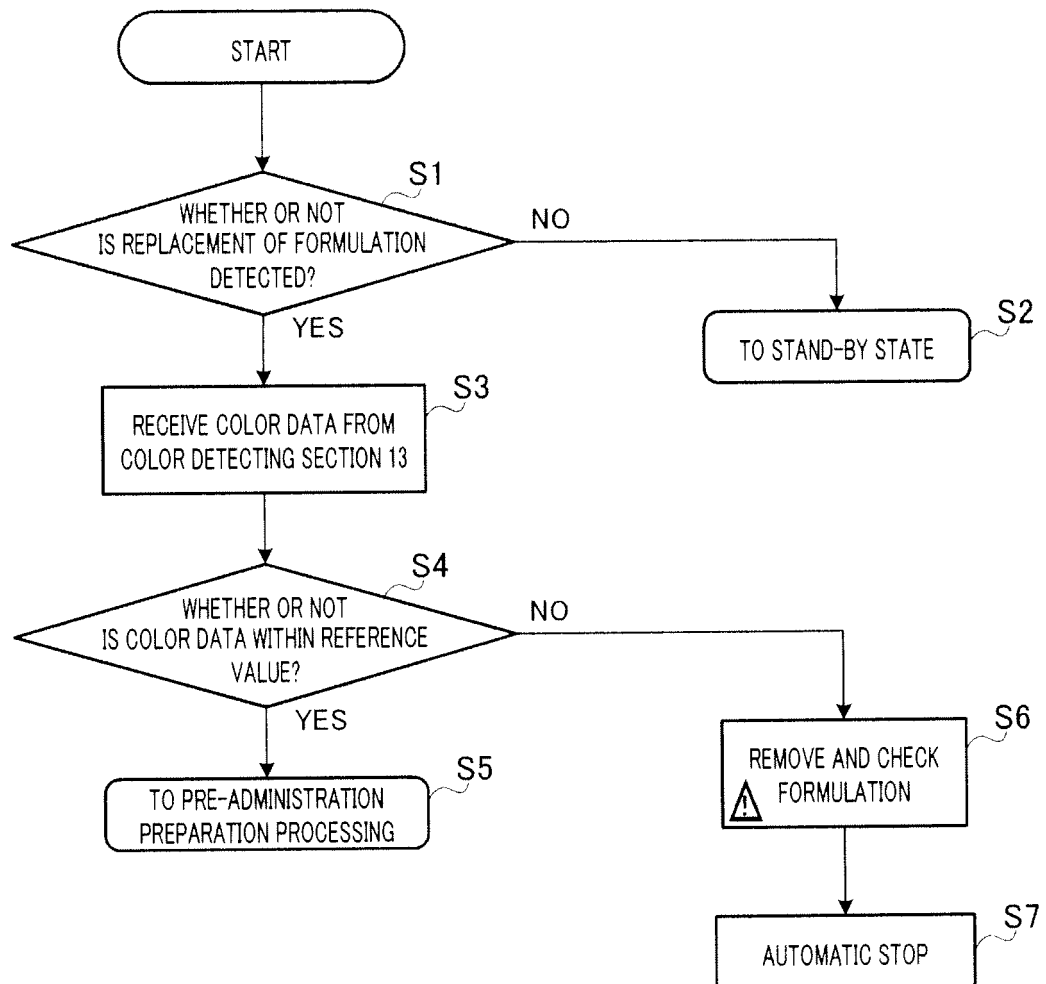 START
S1
WHETHER OR NOT
IS REPLACEMENT OF FORMULATION
DETECTED?
NO
YES
S2
TO STAND-BY STATE
S3
RECEIVE COLOR DATA FROM
COLOR DETECTING SECTION 13
S4
WHETHER OR NOT
IS COLOR DATA WITHIN REFERENCE
VALUE?
NO
YES
S5
TO PRE-ADMINISTRATION
PREPARATION PROCESSING
S6
REMOVE AND CHECK
FORMULATION
!
S7
AUTOMATIC STOP